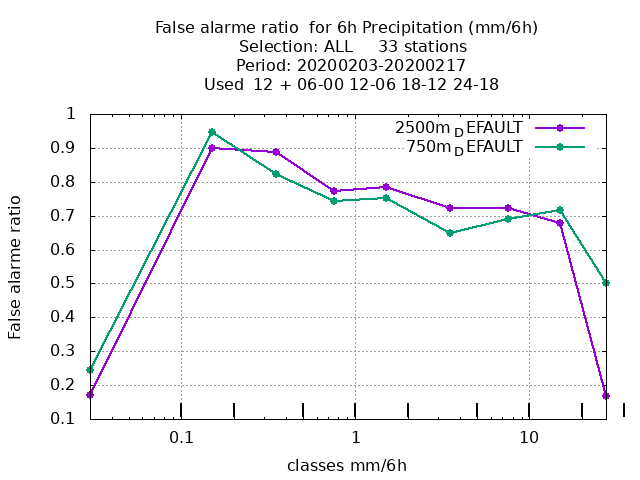 False alarme ratio  for 6h Precipitation (mm/6h)
Selection: ALL     33 stations
Period: 20200203-20200217
Used  12 + 06-00 12-06 18-12 24-18
2500m_DEFAULT
750m_DEFAULT
1
0.9
0.8
0.7
0.6
0.5
0.4
0.3
0.2
0.1
False alarme ratio
0.1
1
10
classes mm/6h